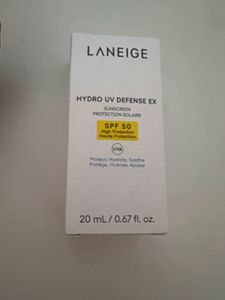 LANEIGE
HYDRO UV DEFENSE EX
SUNSCREEN
PROTECTION SOLAIRE
SPF 50
High Protection
Haute Protection
UVA
Protect, Hydrate, Soothe
Protège, Hydrate, Apaise
20 mL / 0.67 fl. oz.